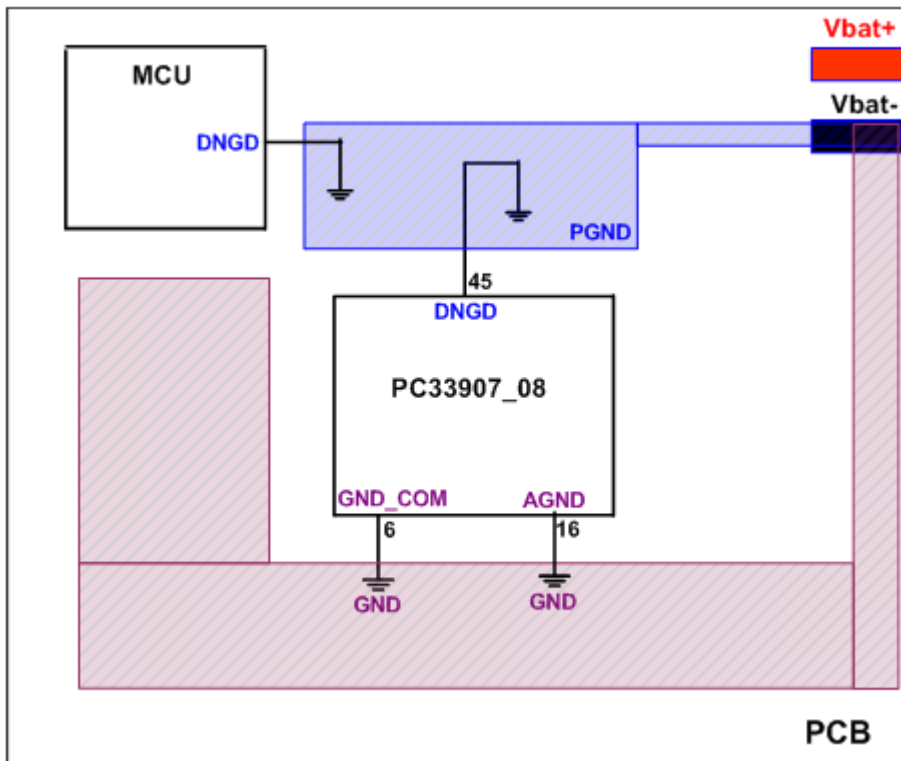 Vbat+
MCU
Vbat-
DNGD
PGND
45
DNGD
PC33907_08
GND_COM
AGND
6
16
GND
GND
PCB